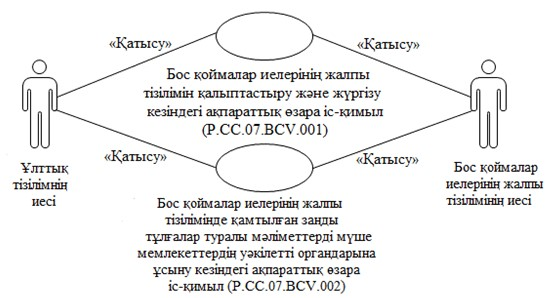 «Қатысу»
«Қатысу»
Бос қоймалар иелерінің жалпы
тізілімін қалыптастыру және жүргізу
кезіндегі ақпараттық өзара іс-қимыл
(P.CC.07.BCV.001)
«Қатысу»
«Қатысу»
Ұлттық
тізілімнің
иесі
Бос қоймалар
иелерінің жалпы
тізілімінің иесі
Бос қоймалар иелерінің жалпы
тізілімінде қамтылған заңды
тұлғалар туралы мәліметтерді мүше
мемлекеттердің уәкілетті органдарына
ұсыну кезіндегі ақпараттық өзара
іс-қимыл (P.CC.07.BCV.002)